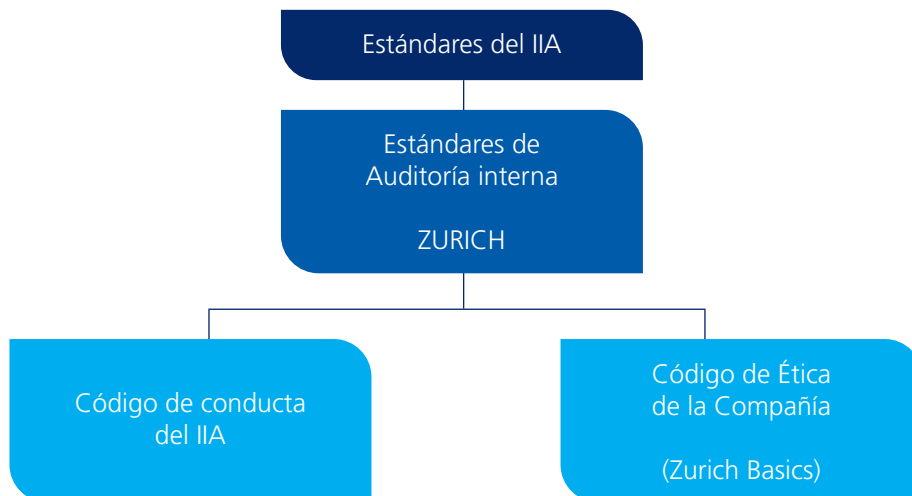 Estándares del IIA
Estándares de
Auditoría interna
ZURICH
Código de conducta
del IIA
Código de Ética
de la Compañía
(Zurich Basics)